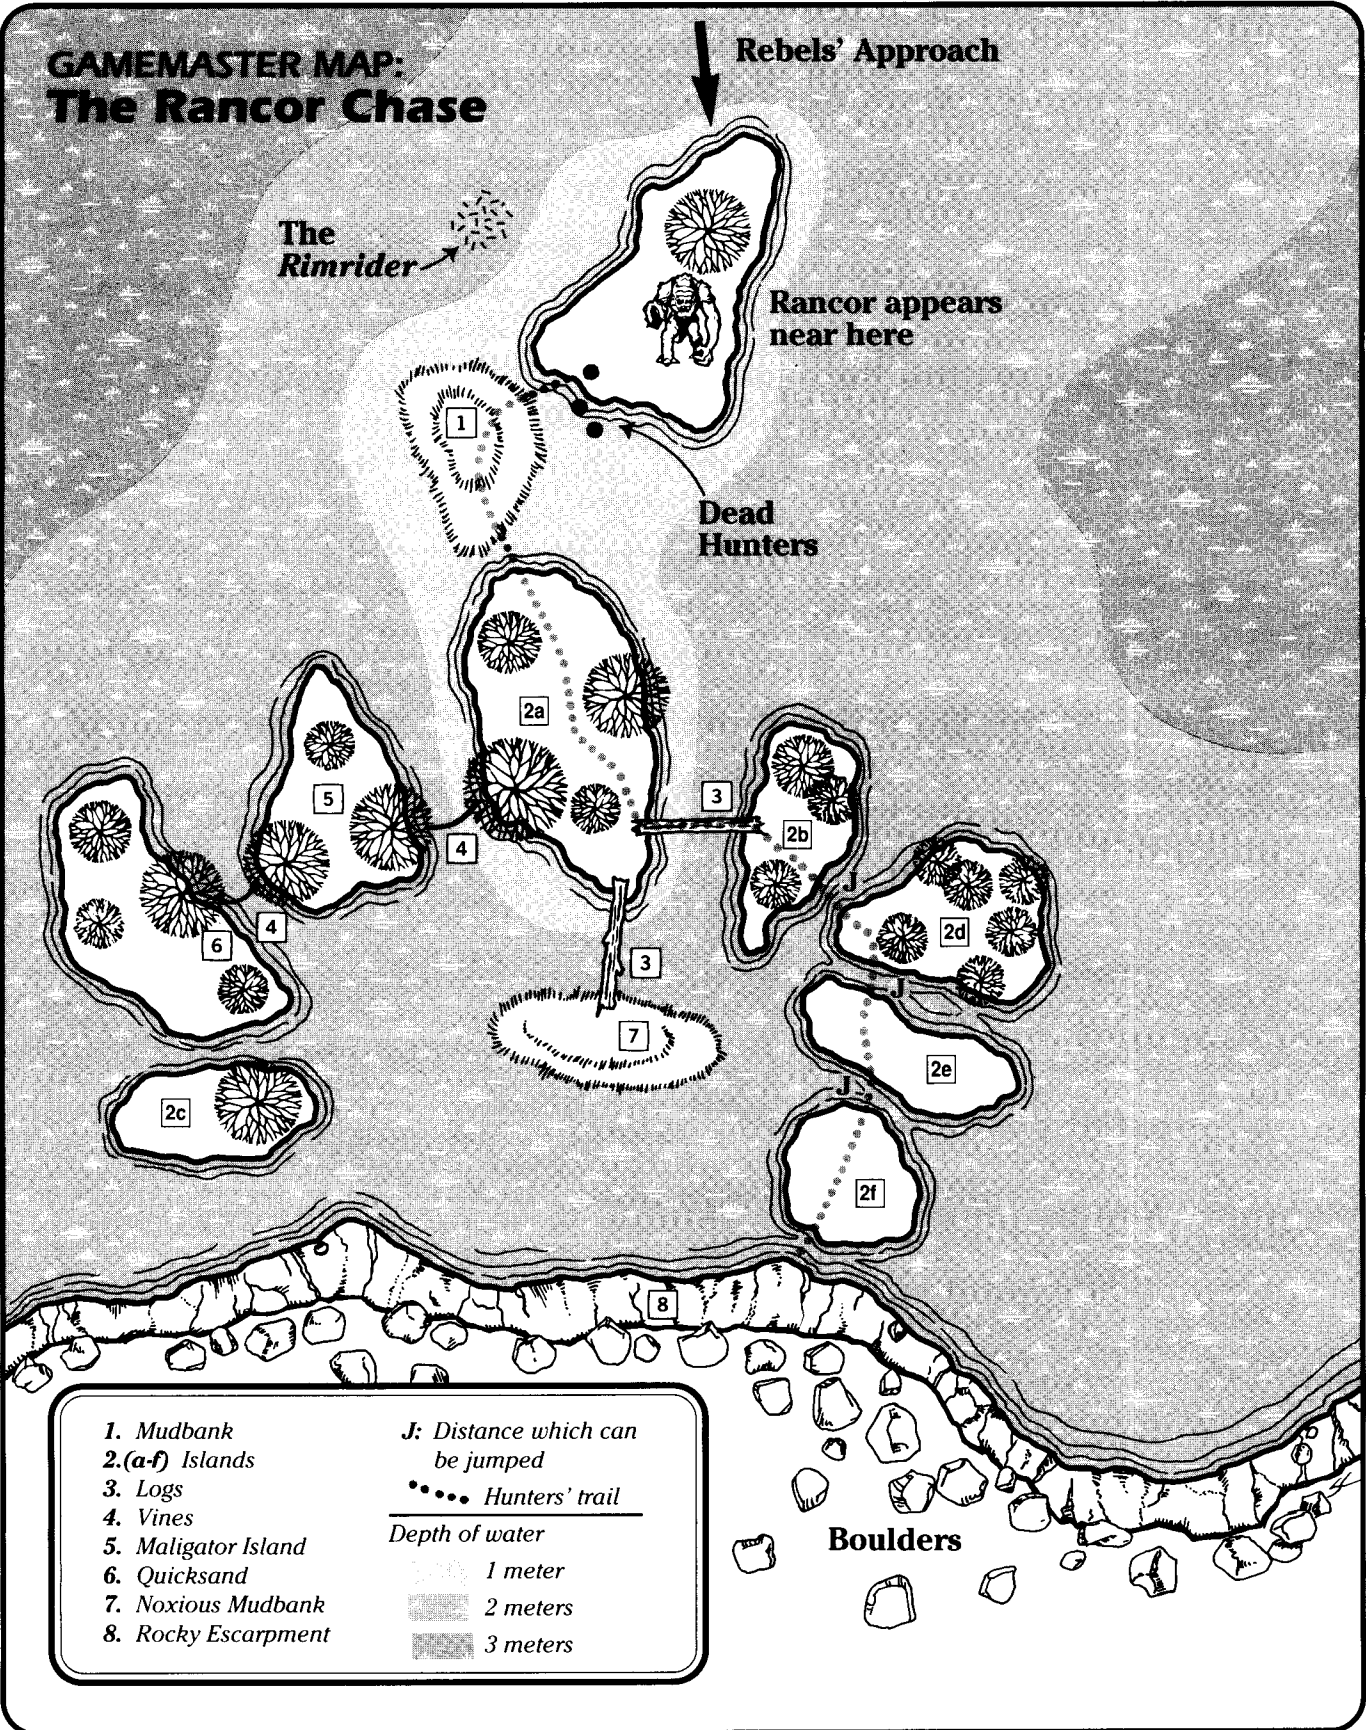 GAMEMASTER MAP:
The Rancor Chase
Rebels' Approach
The
Rimrider
Rancor appears
near here
1
Dead
Hunters
2a
5
3
4
2b
J
6
4
2d
3
J
7
2e
J
2c
2f
8
1. Mudbank
2.(a-f) Islands
3. Logs
4. Vines
5. Maligator Island
6. Quicksand
7. Noxious Mudbank
8. Rocky Escarpment
J: Distance which can
be jumped
Hunters' trail
Depth of water
1 meter
2 meters
3 meters
Boulders